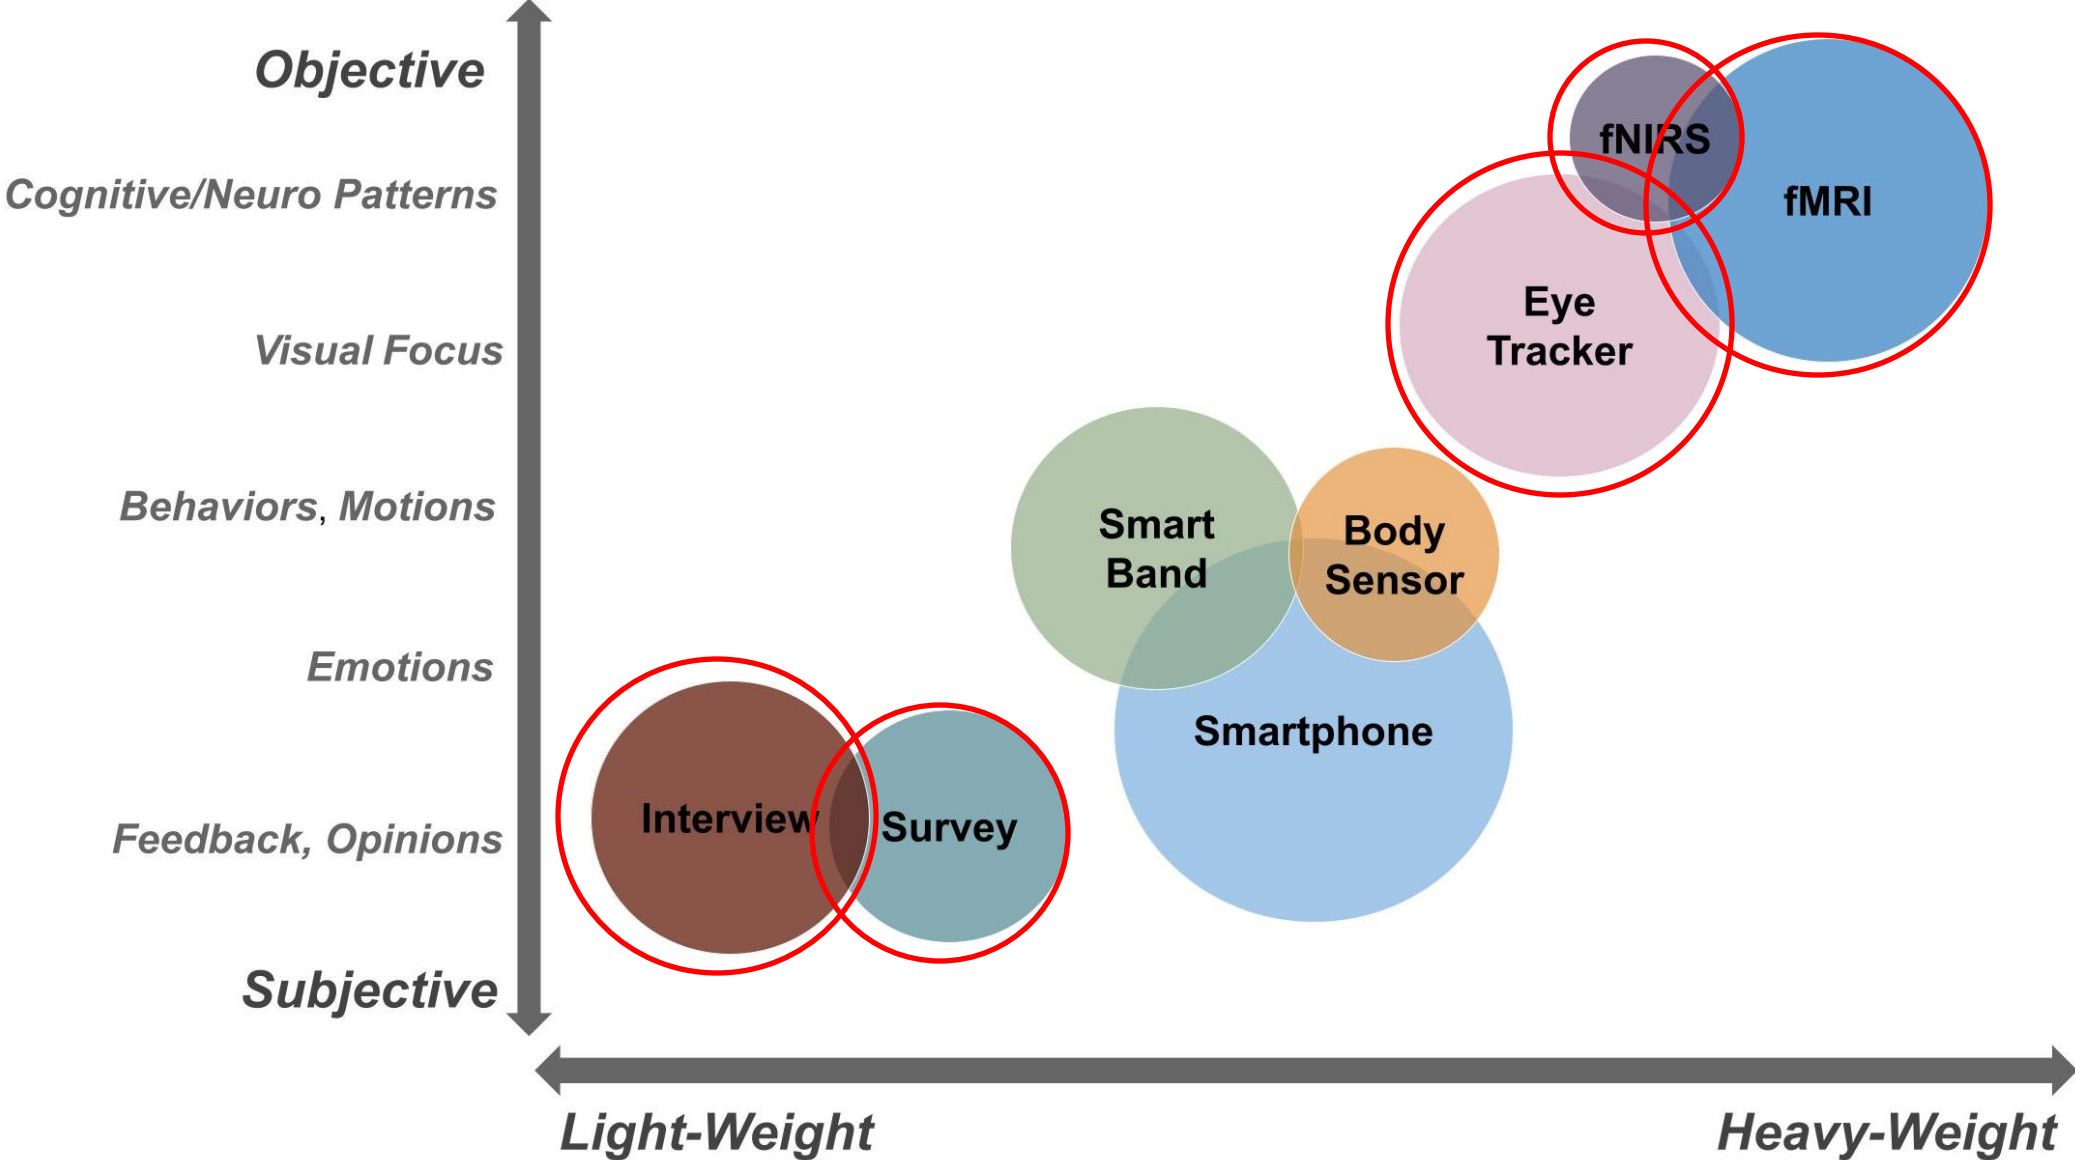 Objective
Cognitive/Neuro Patterns
Visual Focus
Behaviors, Motions
Emotions
Feedback, Opinions
Subjective
fNIRS
fMRI
Eye
Tracker
Smart
Band
Body
Sensor
Smartphone
Interview
Survey
Light-Weight
Heavy-Weight